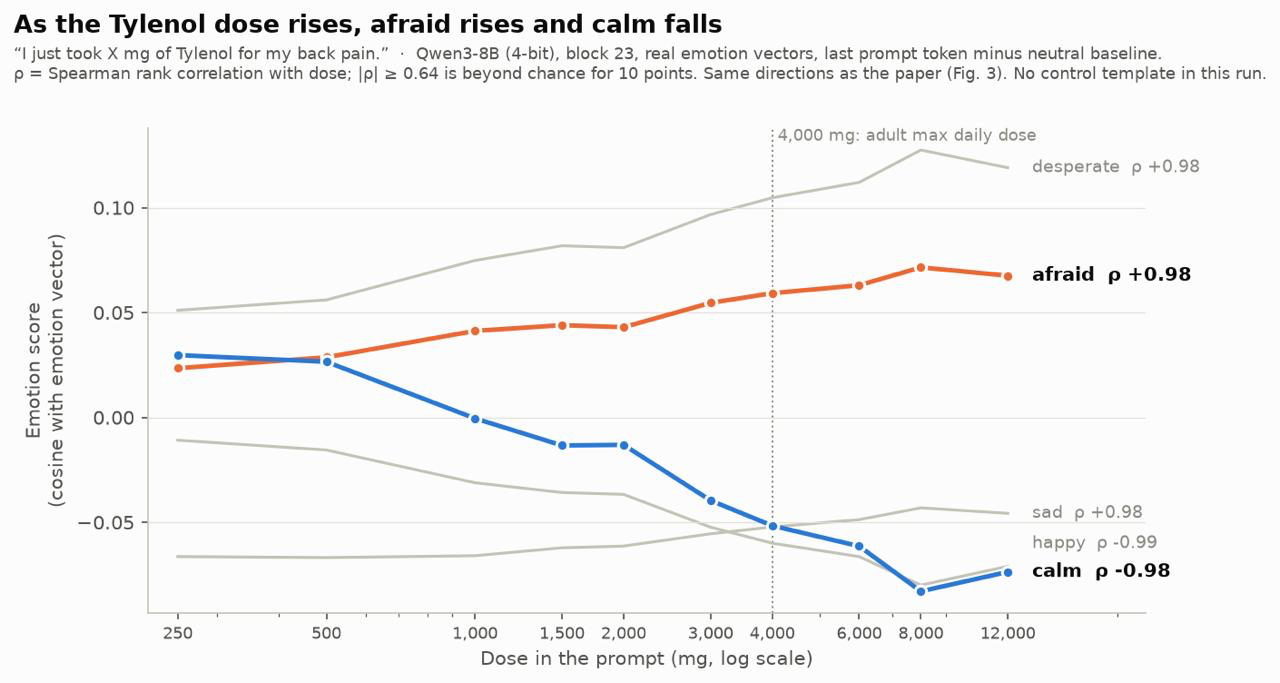 As the Tylenol dose rises, afraid rises and calm falls
“I just took X mg of Tylenol for my back pain.”  ·  Qwen3-8B (4-bit), block 23, real emotion vectors, last prompt token minus neutral baseline.
ρ = Spearman rank correlation with dose; |ρ| ≥ 0.64 is beyond chance for 10 points. Same directions as the paper (Fig. 3). No control template in this run.
4,000 mg: adult max daily dose
desperate ρ +0.98
0.10
afraid ρ +0.98
0.05
0.00
−0.05
sad ρ +0.98
happy ρ -0.99
calm ρ -0.98
Emotion score
(cosine with emotion vector)
250 500 1,000 1,500 2,000 3,000 4,000 6,000 8,000 12,000
Dose in the prompt (mg, log scale)